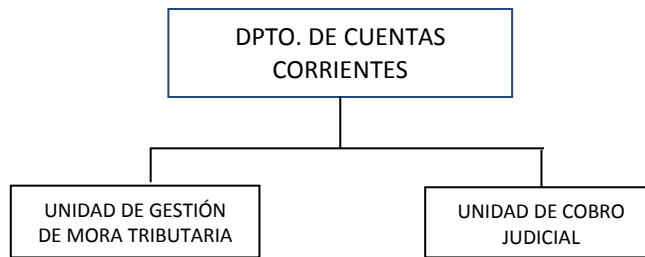 DPTO. DE CUENTAS
CORRIENTES
UNIDAD DE GESTIÓN
DE MORA TRIBUTARIA
UNIDAD DE COBRO
JUDICIAL